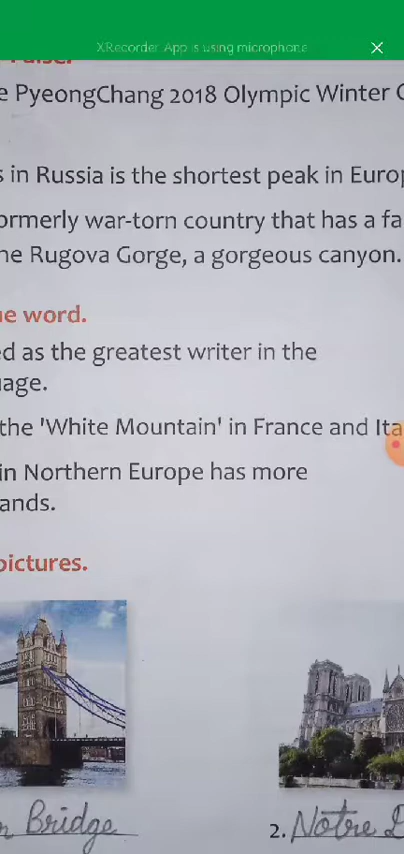 XRecorder App is using microphone
e PyeongChang 2018 Olympic Winter
s in Russia is the shortest peak in Europ
ormerly war-torn country that has a fa
he Rugova Gorge, a gorgeous canyon.
e word.
ed as the greatest writer in the
uage.
the 'White Mountain' in France and Ita
in Northern Europe has more
ands.
pictures.
Bridge
2. Notre D